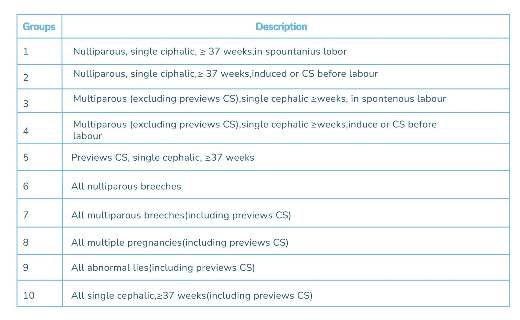 Groups Description
1 Nulliparous, single ciphalic, ≥ 37 weeks,in spountanius lobor
2 Nulliparous, single ciphalic,≥ 37 weeks,induced or CS before labour
3 Multiparous (excluding previews CS),single cephalic ≥weeks, in spontenous labour
4 Multiparous (excluding previews CS),single cephalic ≥weeks,induce or CS before
labour
5 Previews CS, single cephalic, ≥37 weeks
6 All nulliparous breeches
7 All multiparous breeches(including previews CS)
8 All multiple pregnancies(including previews CS)
9 All abnormal lies(including previews CS)
10 All single cephalic,≥37 weeks(including previews CS)